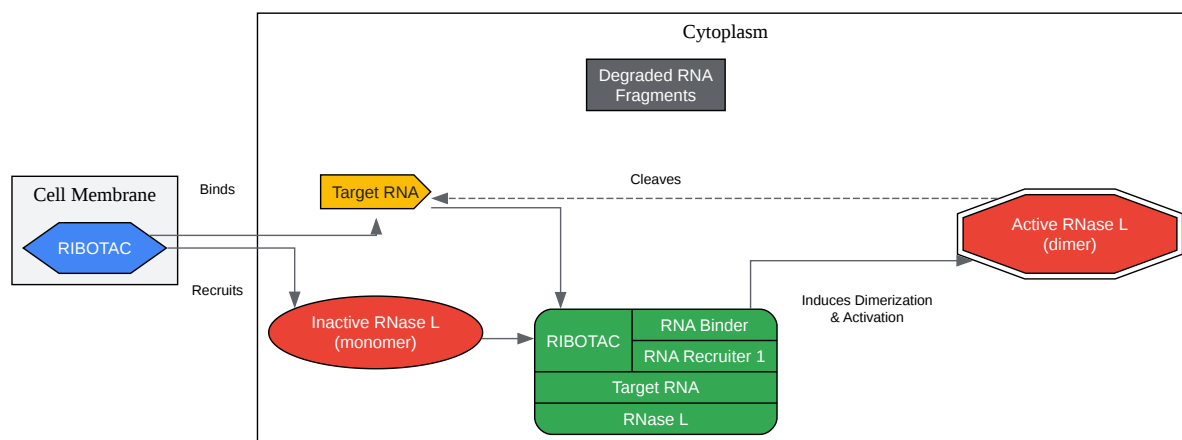 Cytoplasm
Degraded RNA
Fragments
Cell Membrane
RIBOTAC
Binds
Recruits
Target RNA
Cleaves
Active RNase L
(dimer)
Inactive RNase L
(monomer)
RIBOTAC
RNA Binder
RNA Recruiter 1
Target RNA
RNase L
Induces Dimerization
& Activation